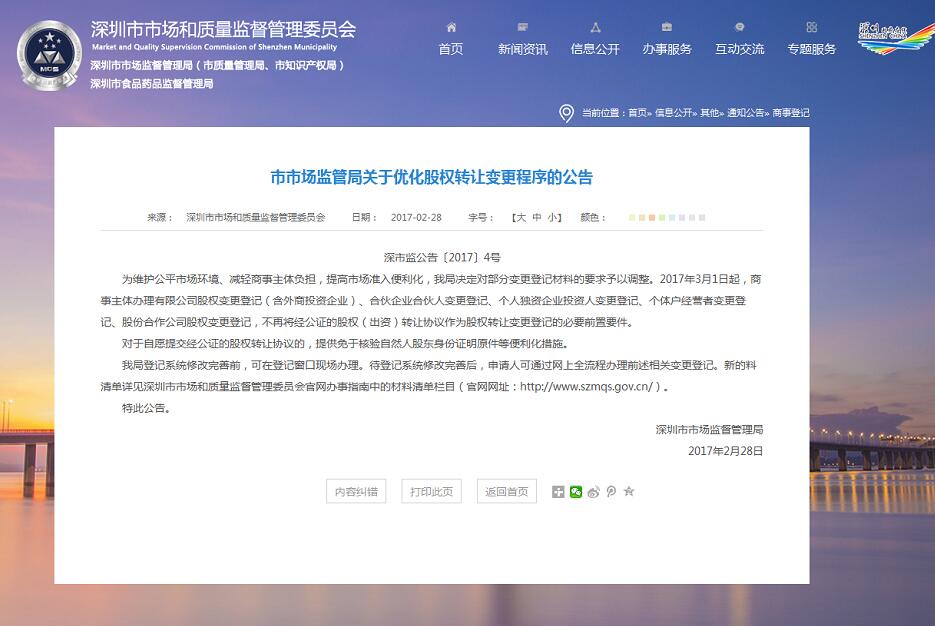 深圳市市场和质量监督管理委员会
Market and Quality Supervision Commission of Shenzhen Municipality
深圳市市场监督管理局（市质量管理局、市知识产权局）
深圳市食品药品监督管理局
MQS
首页 新闻资讯 信息公开 办事服务 互动交流 专题服务
当前位置：首页» 信息公开» 其他» 通知公告» 商事登记
市市场监管局关于优化股权转让变更程序的公告
来源： 深圳市市场和质量监督管理委员会 日期： 2017-02-28 字号： 【大 中 小】 颜色：
深市监公告〔2017〕4号
为维护公平市场环境、减轻商事主体负担，提高市场准入便利化，我局决定对部分变更登记材料的要求予以调整。2017年3月1日起，商
事主体办理有限公司股权变更登记（含外商投资企业）、合伙企业合伙人变更登记、个人独资企业投资人变更登记、个体户经营者变更登
记、股份合作公司股权变更登记，不再将经公证的股权（出资）转让协议作为股权转让变更登记的必要前置要件。
对于自愿提交经公证的股权转让协议的，提供免于核验自然人股东身份证明原件等便利化措施。
我局登记系统修改完善前，可在登记窗口现场办理。待登记系统修改完善后，申请人可通过网上全流程办理前述相关变更登记。新的料
清单详见深圳市市场和质量监督管理委员会官网办事指南中的材料清单栏目（官网网址：http://www.szmqs.gov.cn/）。
特此公告。
深圳市市场监督管理局
2017年2月28日
内容纠错 打印此页 返回首页